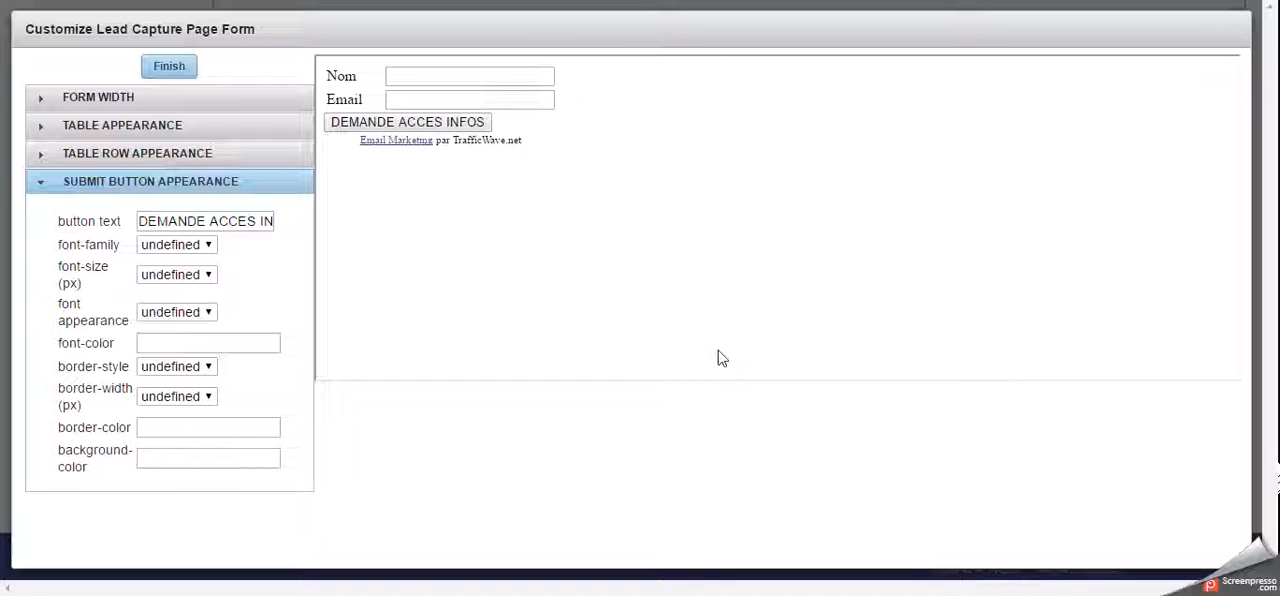 Customize Lead Capture Page Form
Finish
FORM WIDTH
TABLE APPEARANCE
TABLE ROW APPEARANCE
SUBMIT BUTTON APPEARANCE
button text DEMANDE ACCES IN
font-family undefined
font-size
(px) undefined
font
appearance undefined
font-color
border-style undefined
border-width
(px) undefined
border-color
background-
color
Nom
Email
DEMANDE ACCES INFOS
Email Marketing par TrafficWave.net
Screenpresso
.com